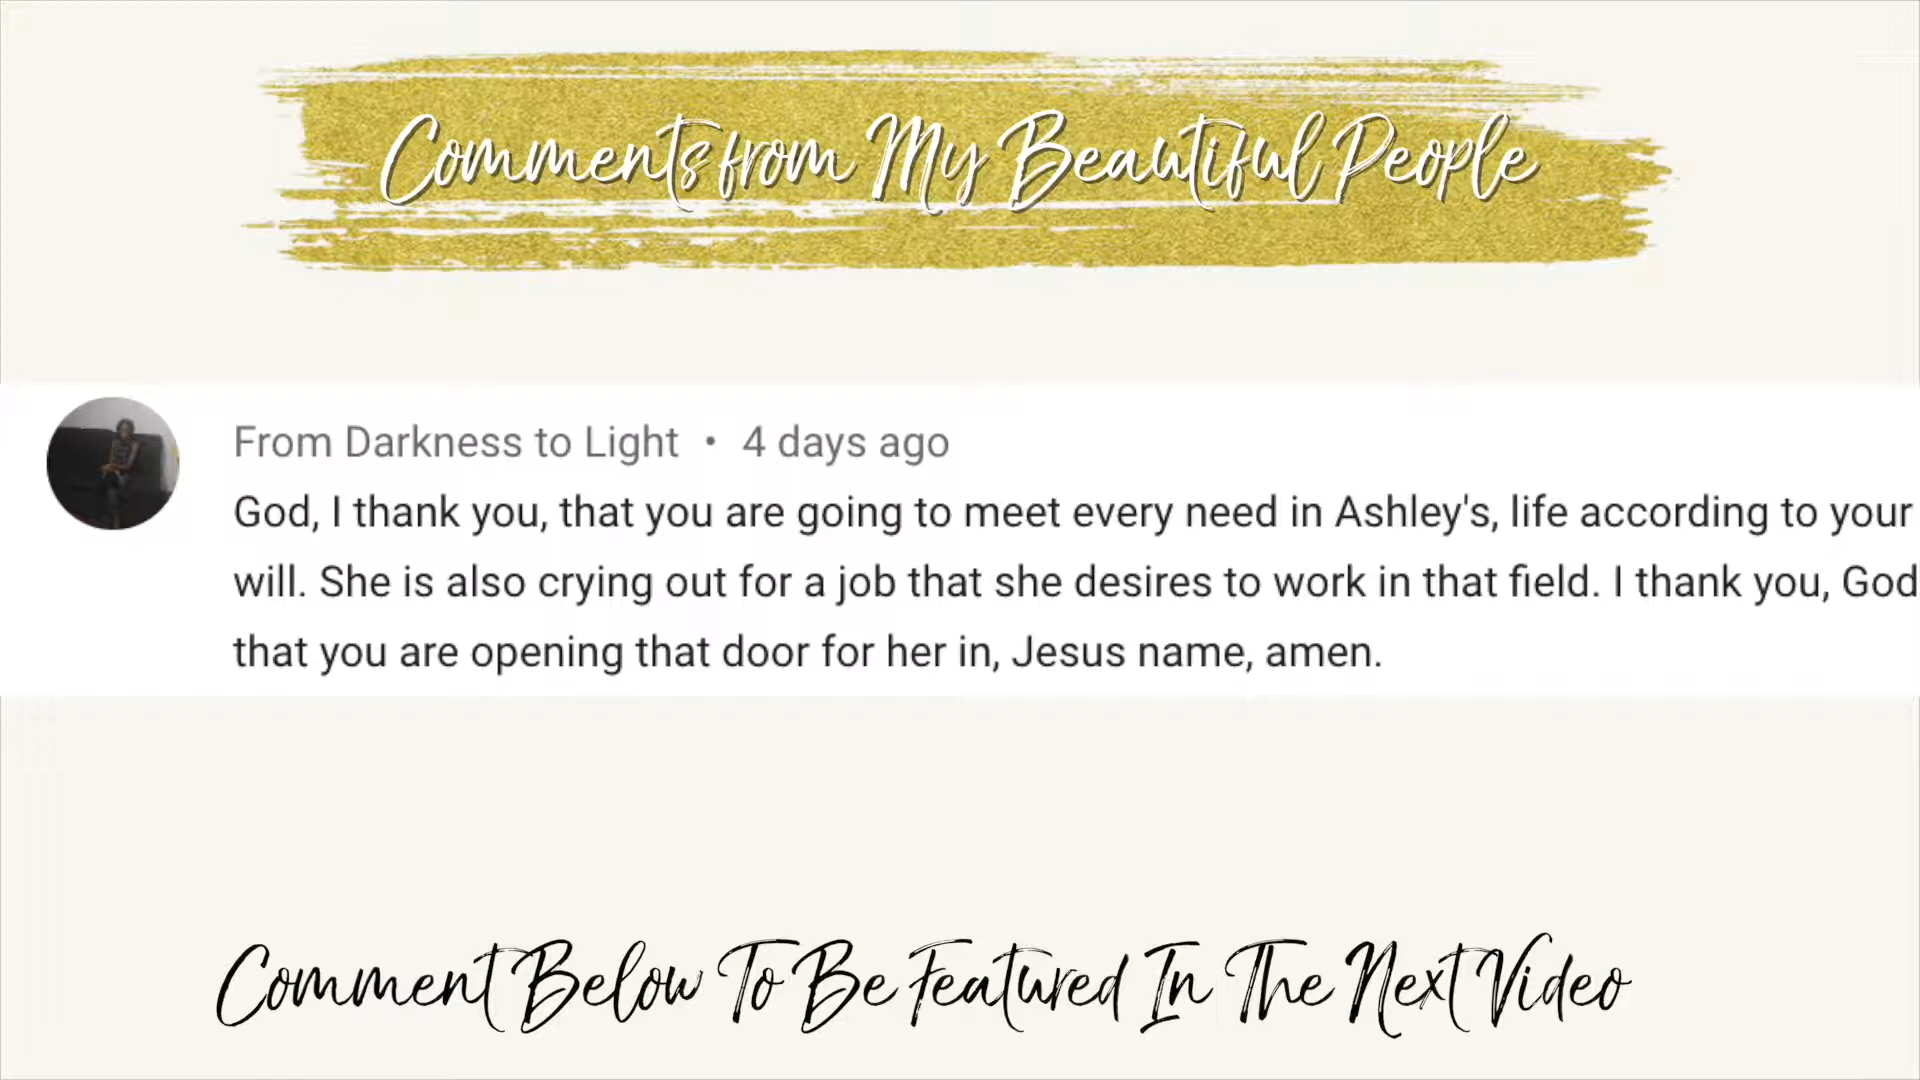 Comments from My Beautiful People
From Darkness to Light • 4 days ago
God, I thank you, that you are going to meet every need in Ashley's, life according to your
will. She is also crying out for a job that she desires to work in that field. I thank you, God
that you are opening that door for her in, Jesus name, amen.
Comment Below To Be Featured In The Next Video